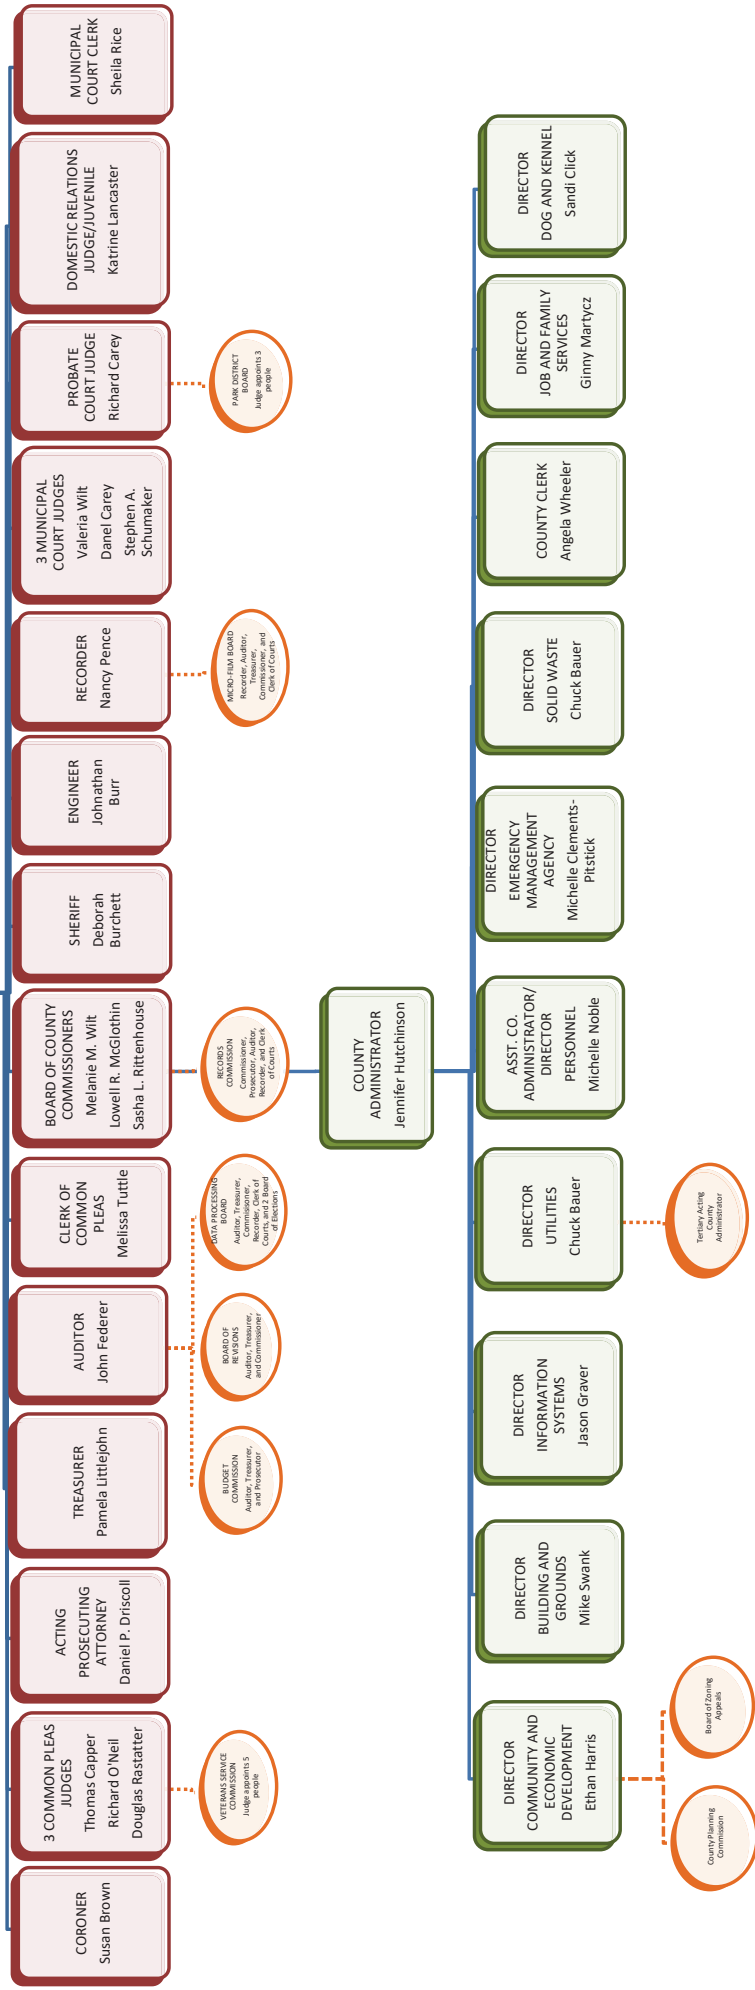 CORONER
Susan Brown
3 COMMON PLEAS
JUDGES
Thomas Capper
Richard O'Neil
Douglas Rastatter
ACTING
PROSECUTING
ATTORNEY
Daniel P. Driscoll
TREASURER
Pamela Littlejohn
AUDITOR
John Federer
CLERK OF
COMMON
PLEAS
Melissa Tuttle
BOARD OF COUNTY
COMMISSIONERS
Melanie M. Wilt
Lowell R. McGlothin
Sasha L. Rittenhouse
SHERIFF
Deborah
Burchett
ENGINEER
Johnathan
Burr
RECORDER
Nancy Pence
3 MUNICIPAL
COURT JUDGES
Valeria Wilt
Danel Carey
Stephen A.
Schumaker
PROBATE
COURT JUDGE
Richard Carey
DOMESTIC RELATIONS
JUDGE/JUVENILE
Katrine Lancaster
MUNICIPAL
COURT CLERK
Sheila Rice
VETERANS SERVICE
COMMISSION
Judge appoints 5
people
BUDGET
COMMISSION
Auditor, Treasurer,
and Prosecutor
BOARD OF
REVISIONS
Auditor, Treasurer,
and Commissioner
DATA PROCESSING
BOARD
Auditor, Treasurer,
Commisisoner,
Recorder, Clerk of
Courts, and 2 Board
of Elections
RECORDS
COMMISSION
Commissioner,
Prosecutor, Auditor,
Recorder, and Clerk
of Courts
MICRO-FILM BOARD
Recorder, Auditor,
Treasurer,
Commissioner, and
Clerk of Courts
PARK DISTRICT
BOARD
Judge appoints 3
people
COUNTY
ADMINISTRATOR
Jennifer Hutchinson
DIRECTOR
COMMUNITY AND
ECONOMIC
DEVELOPMENT
Ethan Harris
DIRECTOR
BUILDING AND
GROUNDS
Mike Swank
DIRECTOR
INFORMATION
SYSTEMS
Jason Graver
DIRECTOR
UTILITIES
Chuck Bauer
ASST. CO.
ADMINISTRATOR/
DIRECTOR
PERSONNEL
Michelle Noble
DIRECTOR
EMERGENCY
MANAGEMENT
AGENCY
Michelle Clements-
Pitstick
DIRECTOR
SOLID WASTE
Chuck Bauer
COUNTY CLERK
Angela Wheeler
DIRECTOR
JOB AND FAMILY
SERVICES
Ginny Martycz
DIRECTOR
DOG AND KENNEL
Sandi Click
County Planning
Commission
Board of Zoning
Appeals
Tertiary Acting
County
Administrator